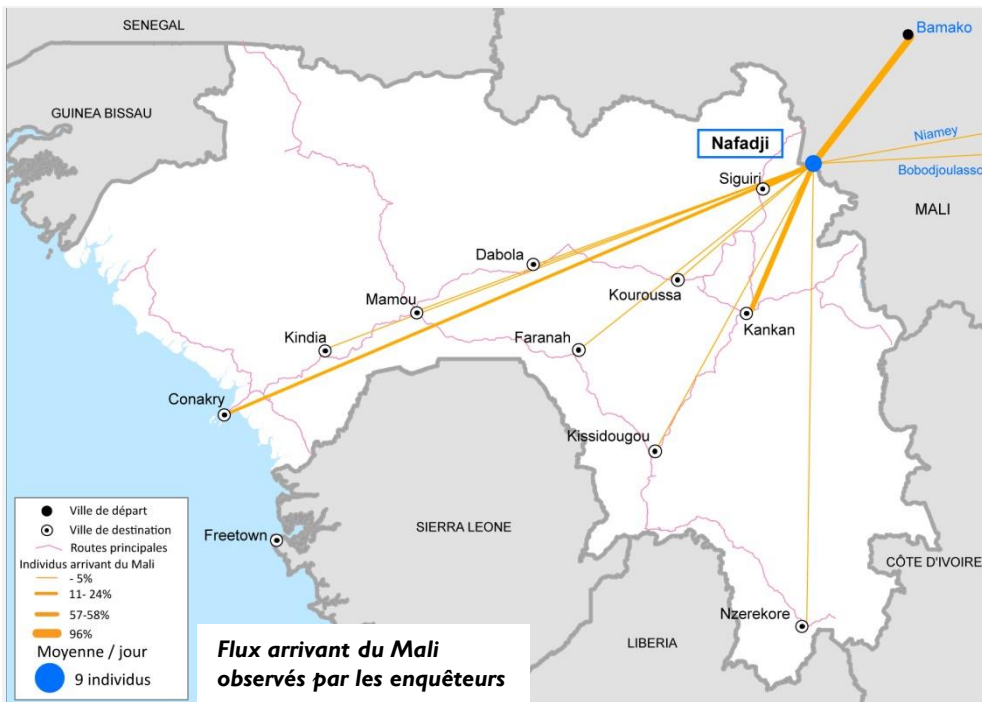 SENEGAL
Bamako
GUINEA BISSAU
Niamey
Nafadji
Bobodjoulasso
Siguiri
MALI
Dabola
Kouroussa
Mamou
Kankan
Kindia
Faranah
Conakry
Kissidougou
Ville de départ
Ville de destination
Routes principales
Individus arrivant du Mali
- 5%
11- 24%
57-58%
96%
Moyenne / jour
9 individus
Freetown
SIERRA LEONE
CÔTE D'IVOIRE
Nzerekore
LIBERIA
Flux arrivant du Mali
observés par les enquêteurs